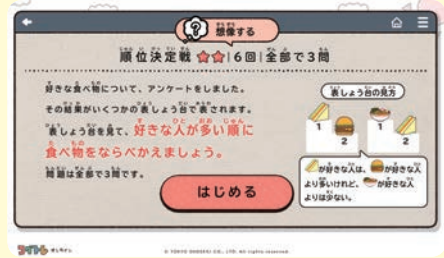 想像する
順位決定戦 ★★|6回|全部で3問
好きな食べ物について、アンケートをしました。
その結果がいくつかの表しょう台で表されます。
表しょう台を見て、好きな人が多い順に
食べ物をならべかえましょう。
問題は全部で3問です。
はじめる
表しょう台の見方
1
2
1
2
が好きな人は、が好きな人
より多いけれど、が好きな人
よりは少ない。
© TOKYO SHOSEKI CO., LTD. All rights reserved.